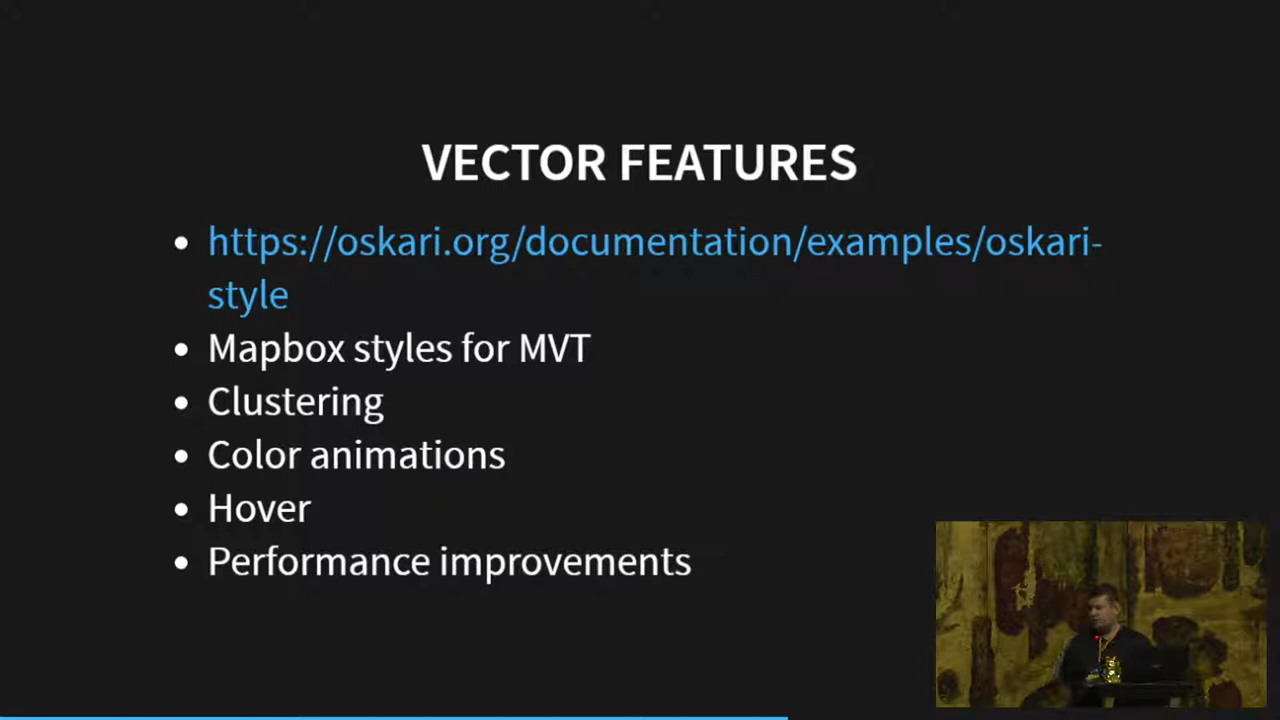 VECTOR FEATURES
https://oskari.org/documentation/examples/oskari-
style
Mapbox styles for MVT
Clustering
Color animations
Hover
Performance improvements